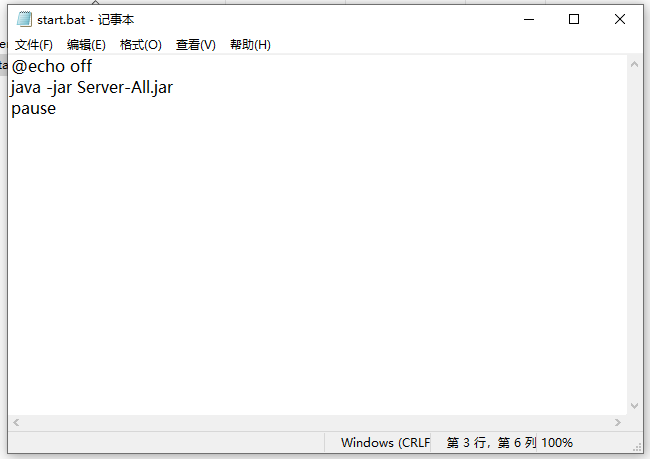 start.bat - 记事本
文件(F) 编辑(E) 格式(O) 查看(V) 帮助(H)
@echo off
java -jar Server-All.jar
pause
Windows (CRLF 第 3 行，第 6 列 100%